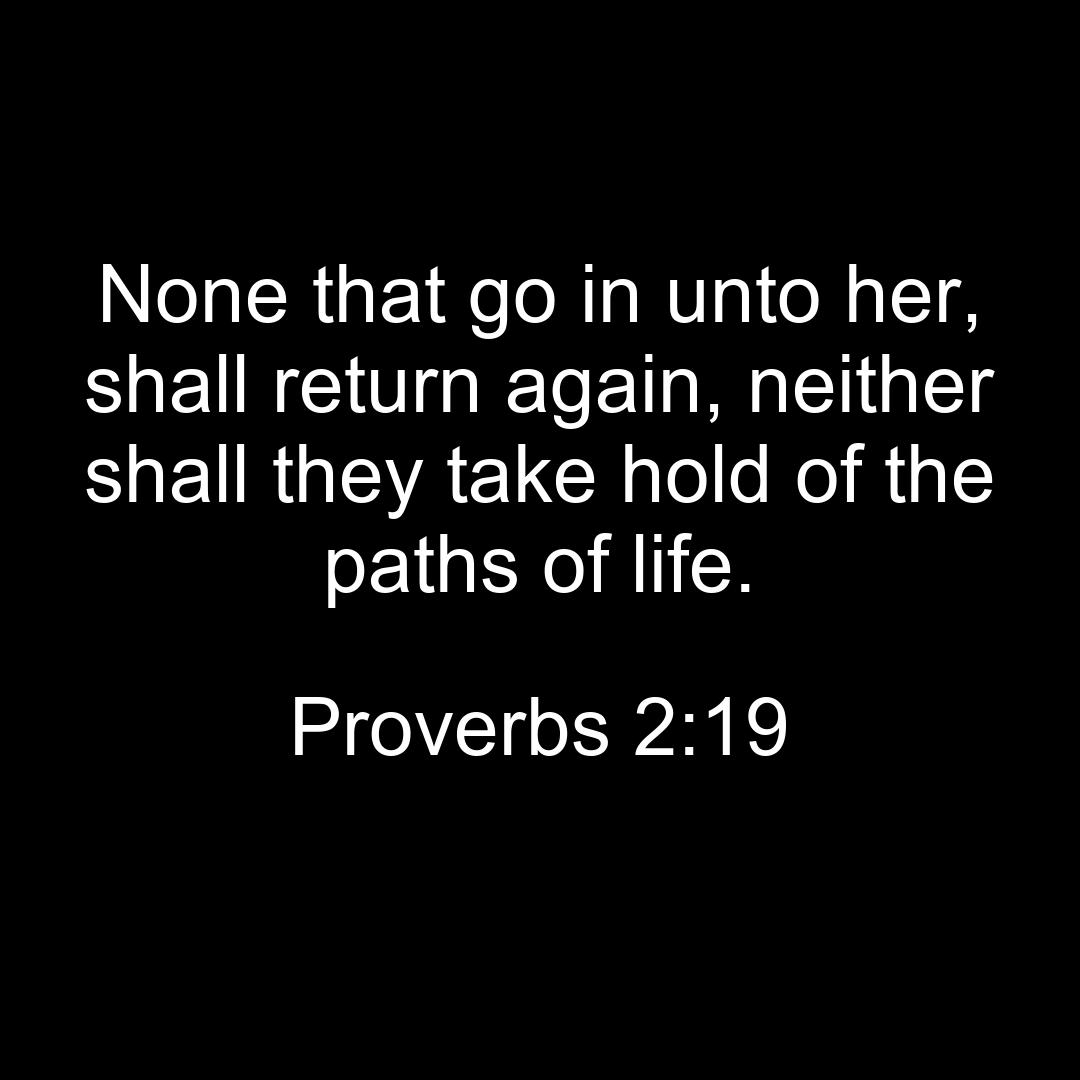 None that go in unto her,
shall return again, neither
shall they take hold of the
paths of life.
Proverbs 2:19